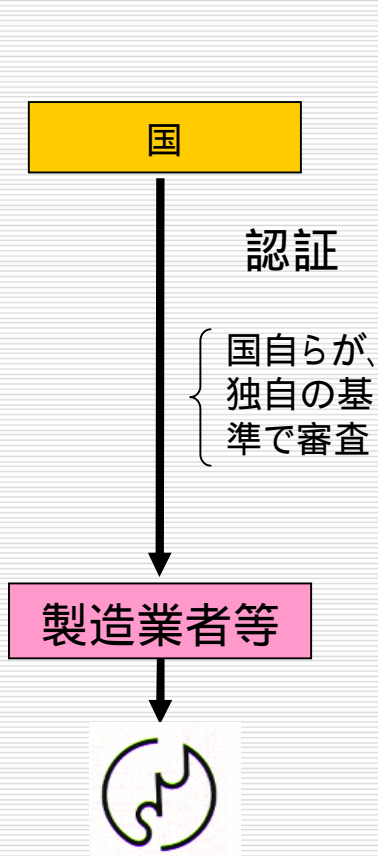 国
認証
国自らが、
独自の基
準で審査
製造業者等